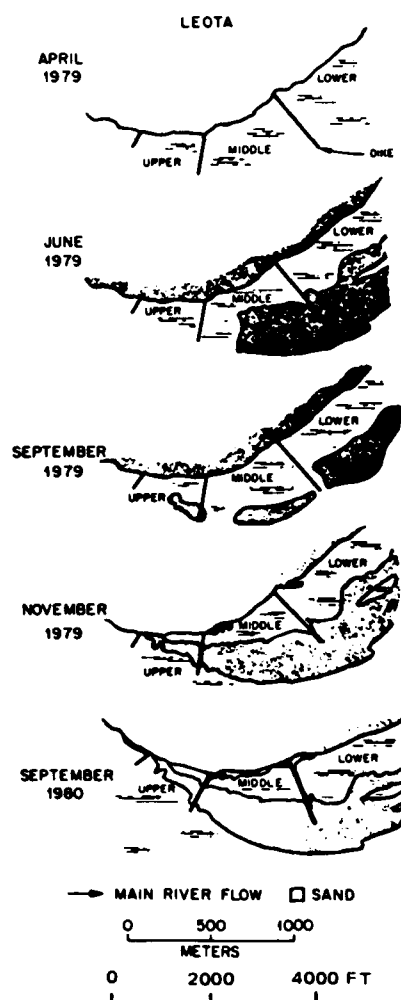 LEOTA
APRIL
1979
LOWER
UPPER
MIDDLE
DIKE
JUNE
1979
LOWER
MIDDLE
UPPER
SEPTEMBER
1979
LOWER
MIDDLE
UPPER
NOVEMBER
1979
LOWER
MIDDLE
UPPER
SEPTEMBER
1980
LOWER
MIDDLE
UPPER
MAIN RIVER FLOW SAND
0 500 1000
METERS
0 2000 4000 FT